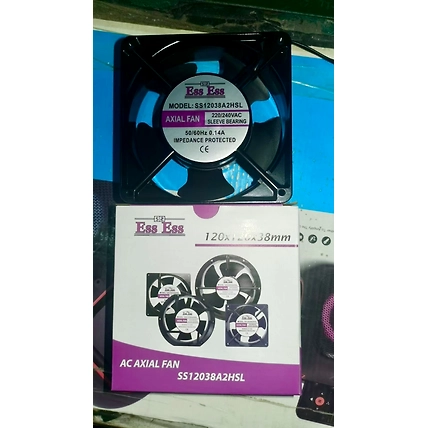 Ess Ess
MODEL: SS12038A2HSL
AXIAL FAN
220/240VAC
SLEEVE BEARING
50/60Hz 0.14A
IMPEDANCE PROTECTED
CE
Ess Ess
120x120x38mm
AC AXIAL FAN
SS12038A2HSL